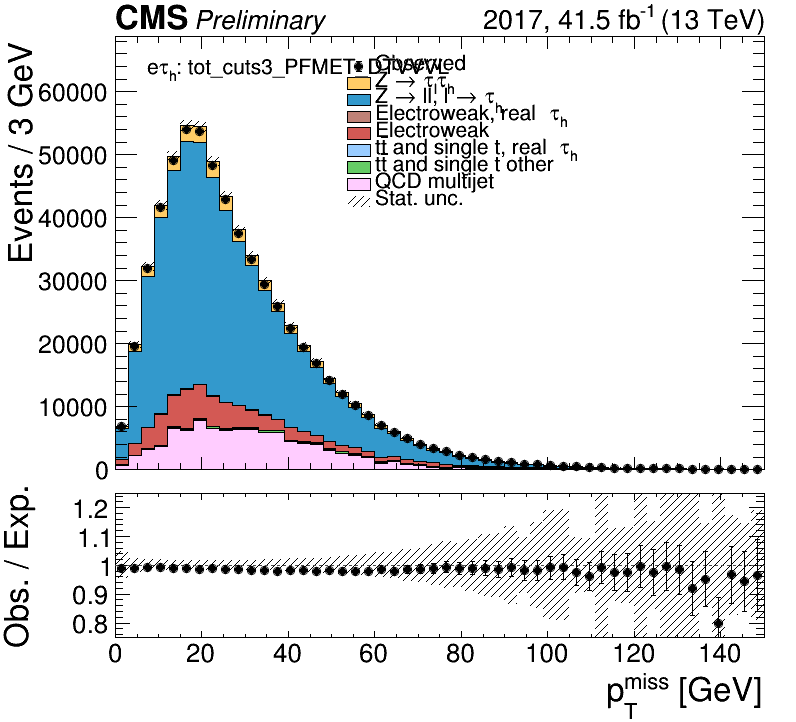 CMS Preliminary 2017, 41.5 fb⁻¹ (13 TeV)
eτh: tot_cuts3_PFMET
Observed
Z → τlτh
Z → ll, l → τh
Electroweak, real τh
Electroweak
tt and single t, real τh
tt and single t other
QCD multijet
Stat. unc.
Events / 3 GeV
60000
50000
40000
30000
20000
10000
0
Obs. / Exp.
1.2
1.1
1
0.9
0.8
0 20 40 60 80 100 120 140
pTmiss [GeV]